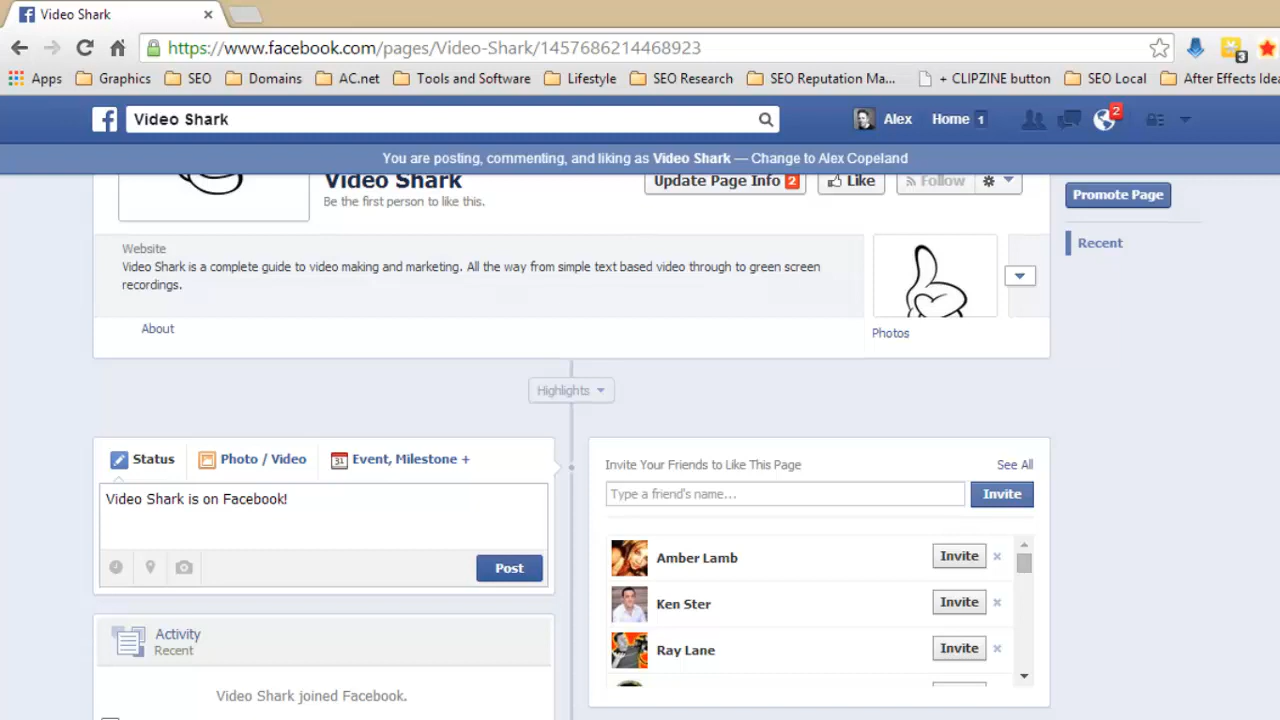 Video Shark
https://www.facebook.com/pages/Video-Shark/1457686214468923
3
Apps Graphics SEO Domains AC.net Tools and Software Lifestyle SEO Research SEO Reputation Ma... + CLIPZINE button SEO Local After Effects Idea
Video Shark
Alex Home 1 2
You are posting, commenting, and liking as Video Shark — Change to Alex Copeland
Video Shark
Update Page Info 2 Like Follow
Be the first person to like this.
Promote Page
Recent
Website
Video Shark is a complete guide to video making and marketing. All the way from simple text based video through to green screen
recordings.
About
Photos
Highlights
Status Photo / Video 31 Event, Milestone +
Video Shark is on Facebook!
Post
Invite Your Friends to Like This Page See All
Type a friend's name... Invite
Amber Lamb Invite
Ken Ster Invite
Ray Lane Invite
Activity
Recent
Video Shark joined Facebook.